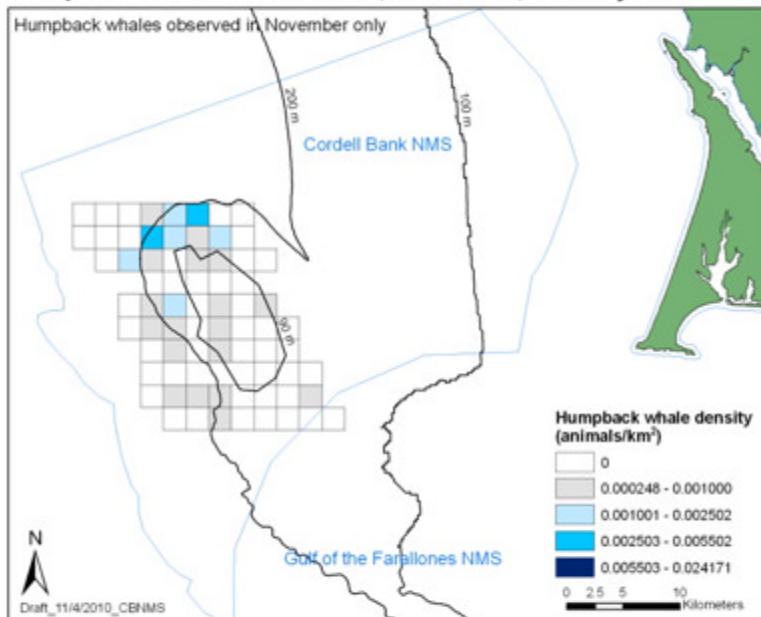 Humpback whales observed in November only
200 m
100 m
Cordell Bank NMS
90 m
Gulf of the Farallones NMS
Humpback whale density
(animals/km²)
0
0.000248 - 0.001000
0.001001 - 0.002502
0.002503 - 0.005502
0.005503 - 0.024171
N
0 2.5 5 10
Kilometers
Draft_11/4/2010_CBNMS